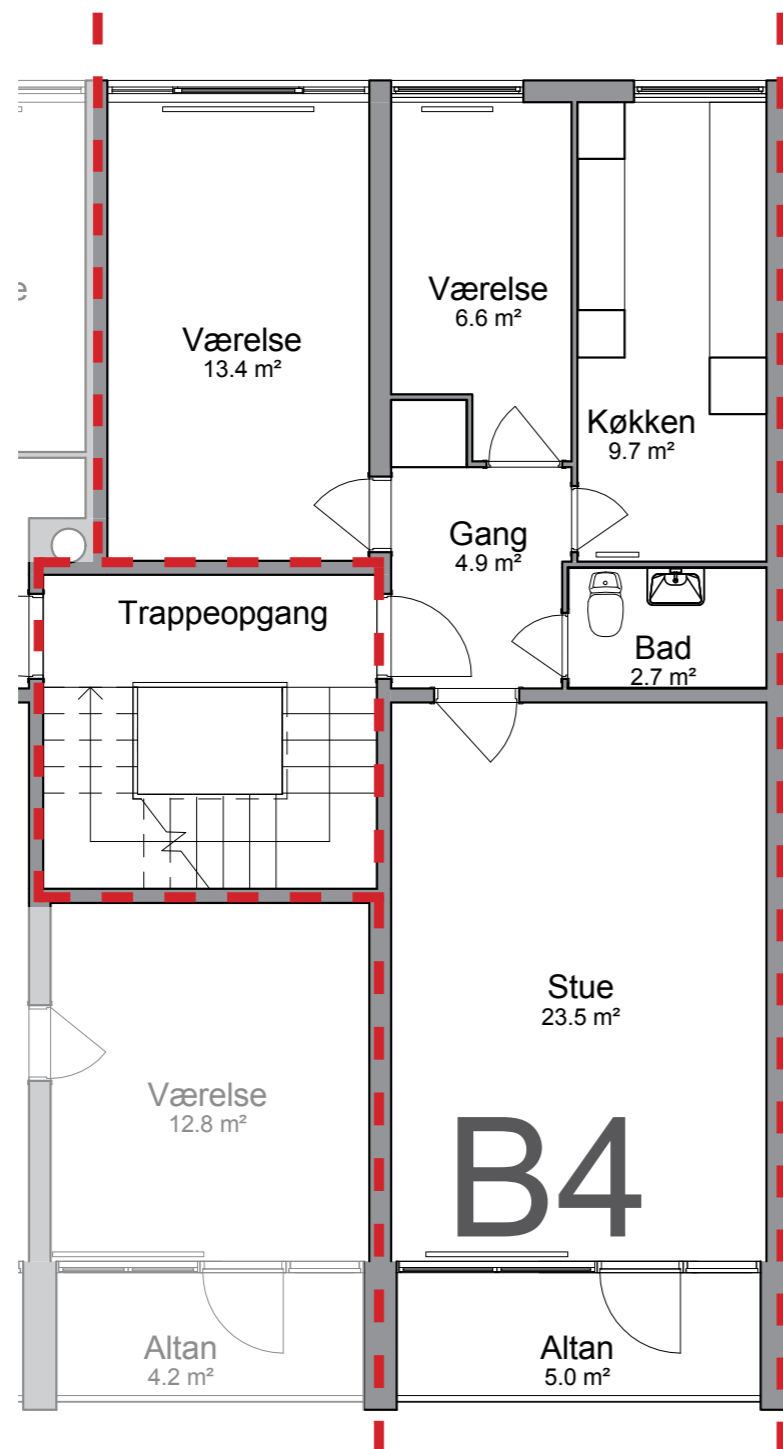 Værelse
6.6 m²
e
Værelse
13.4 m²
Køkken
9.7 m²
Gang
4.9 m²
Trappeopgang
Bad
2.7 m²
Stue
23.5 m²
Værelse
12.8 m²
B4
Altan
4.2 m²
Altan
5.0 m²